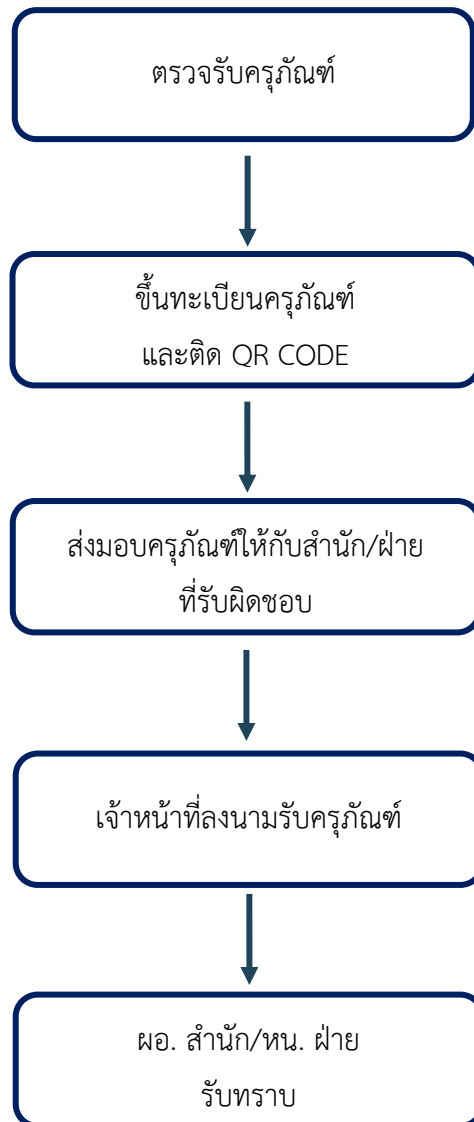 ตรวจรับครุภัณฑ์
ขึ้นทะเบียนครุภัณฑ์
และติด QR CODE
ส่งมอบครุภัณฑ์ให้กับสำนัก/ฝ่าย
ที่รับผิดชอบ
เจ้าหน้าที่ลงนามรับครุภัณฑ์
ผอ. สำนัก/หน. ฝ่าย
รับทราบ